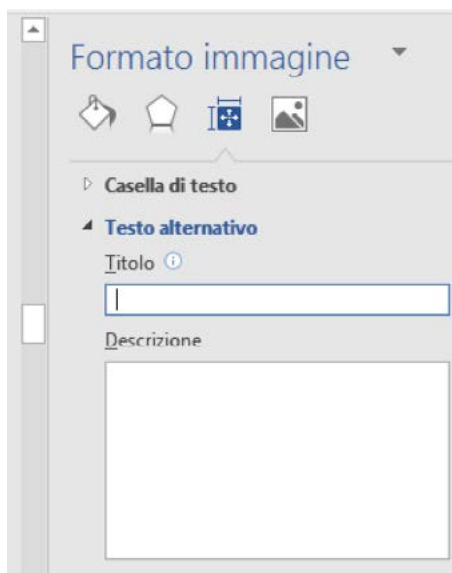 Formato immagine
Casella di testo
Testo alternativo
Titolo
Descrizione